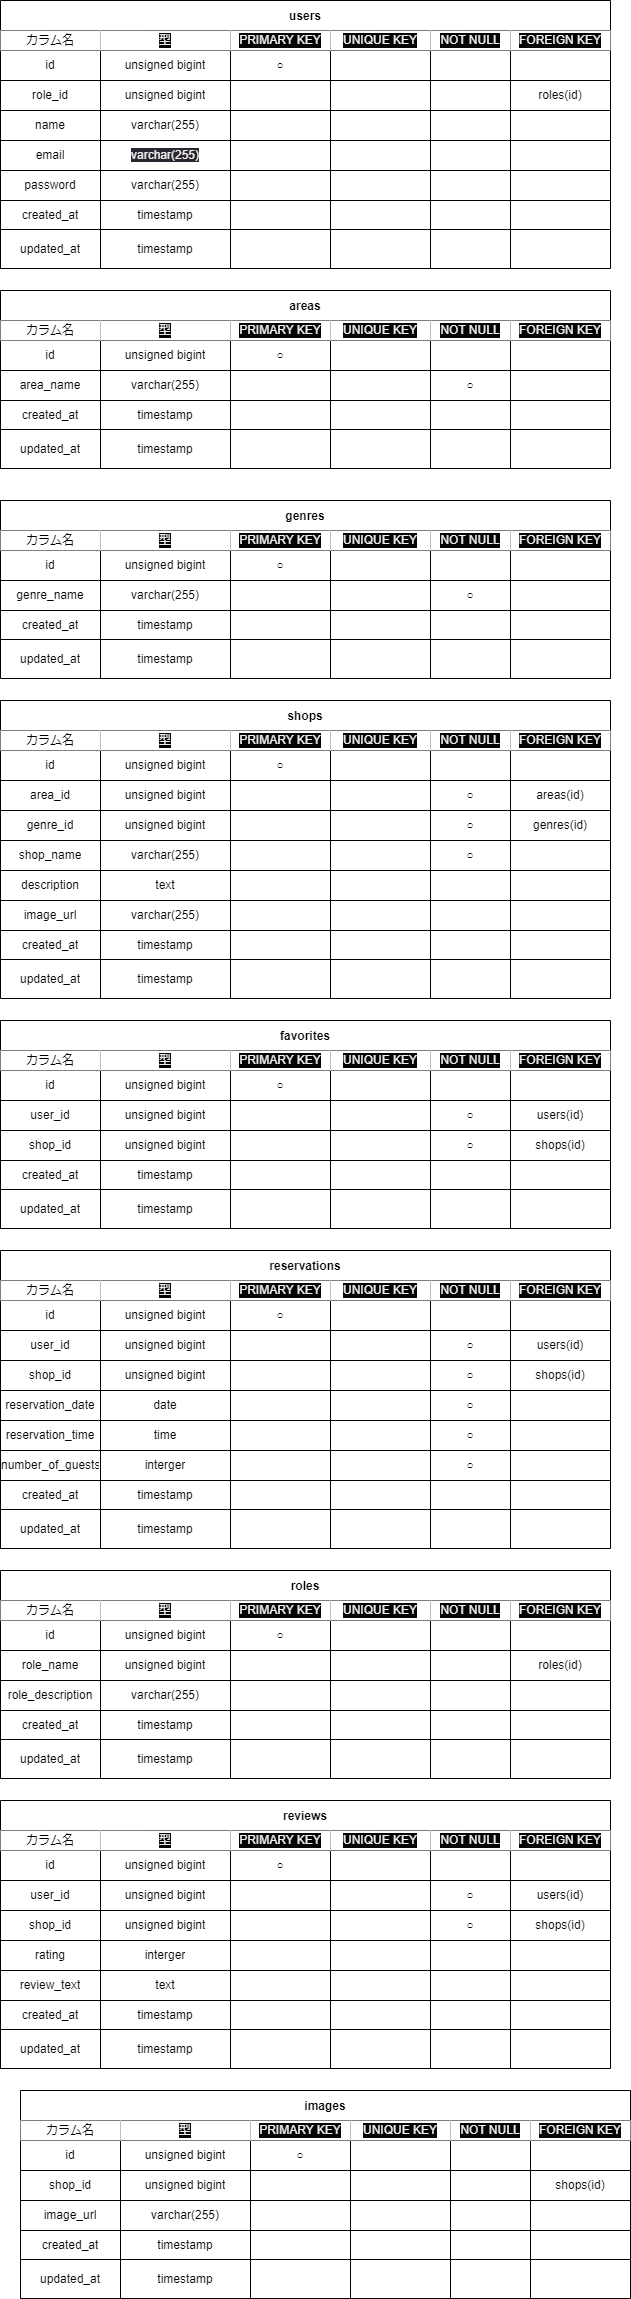 users
カラム名 型 PRIMARY KEY UNIQUE KEY NOT NULL FOREIGN KEY
id unsigned bigint ○
role_id unsigned bigint roles(id)
name varchar(255)
email varchar(255)
password varchar(255)
created_at timestamp
updated_at timestamp
areas
カラム名 型 PRIMARY KEY UNIQUE KEY NOT NULL FOREIGN KEY
id unsigned bigint ○
area_name varchar(255) ○
created_at timestamp
updated_at timestamp
genres
カラム名 型 PRIMARY KEY UNIQUE KEY NOT NULL FOREIGN KEY
id unsigned bigint ○
genre_name varchar(255) ○
created_at timestamp
updated_at timestamp
shops
カラム名 型 PRIMARY KEY UNIQUE KEY NOT NULL FOREIGN KEY
id unsigned bigint ○
area_id unsigned bigint ○ areas(id)
genre_id unsigned bigint ○ genres(id)
shop_name varchar(255) ○
description text
image_url varchar(255)
created_at timestamp
updated_at timestamp
favorites
カラム名 型 PRIMARY KEY UNIQUE KEY NOT NULL FOREIGN KEY
id unsigned bigint ○
user_id unsigned bigint ○ users(id)
shop_id unsigned bigint ○ shops(id)
created_at timestamp
updated_at timestamp
reservations
カラム名 型 PRIMARY KEY UNIQUE KEY NOT NULL FOREIGN KEY
id unsigned bigint ○
user_id unsigned bigint ○ users(id)
shop_id unsigned bigint ○ shops(id)
reservation_date date ○
reservation_time time ○
number_of_guests interger ○
created_at timestamp
updated_at timestamp
roles
カラム名 型 PRIMARY KEY UNIQUE KEY NOT NULL FOREIGN KEY
id unsigned bigint ○
role_name unsigned bigint roles(id)
role_description varchar(255)
created_at timestamp
updated_at timestamp
reviews
カラム名 型 PRIMARY KEY UNIQUE KEY NOT NULL FOREIGN KEY
id unsigned bigint ○
user_id unsigned bigint ○ users(id)
shop_id unsigned bigint ○ shops(id)
rating interger
review_text text
created_at timestamp
updated_at timestamp
images
カラム名 型 PRIMARY KEY UNIQUE KEY NOT NULL FOREIGN KEY
id unsigned bigint ○
shop_id unsigned bigint shops(id)
image_url varchar(255)
created_at timestamp
updated_at timestamp